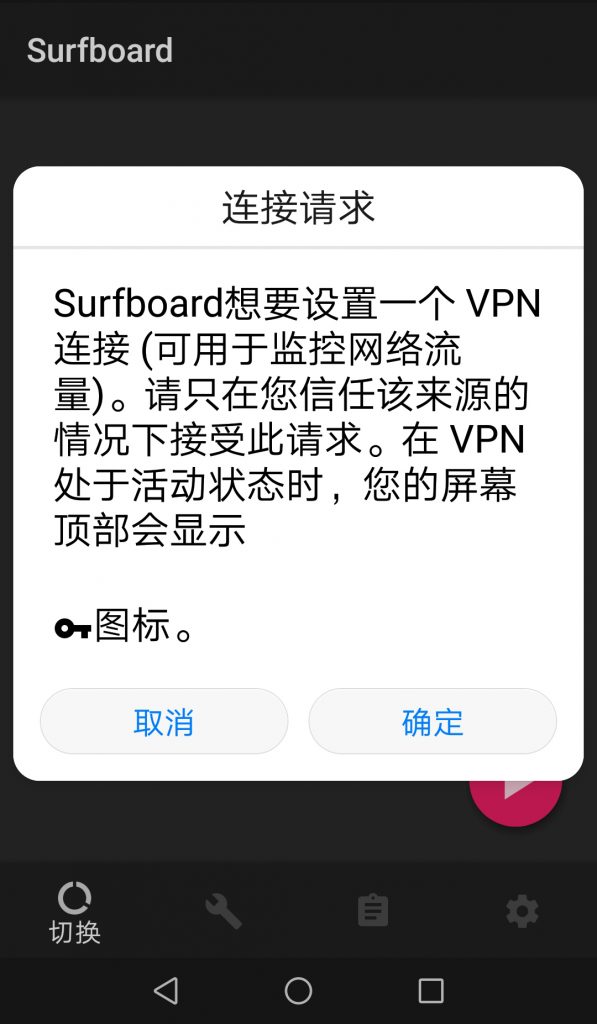 Surfboard
连接请求
Surfboard想要设置一个 VPN
连接 (可用于监控网络流
量)。请只在您信任该来源的
情况下接受此请求。在 VPN
处于活动状态时，您的屏幕
顶部会显示
图标。
取消
确定
切换